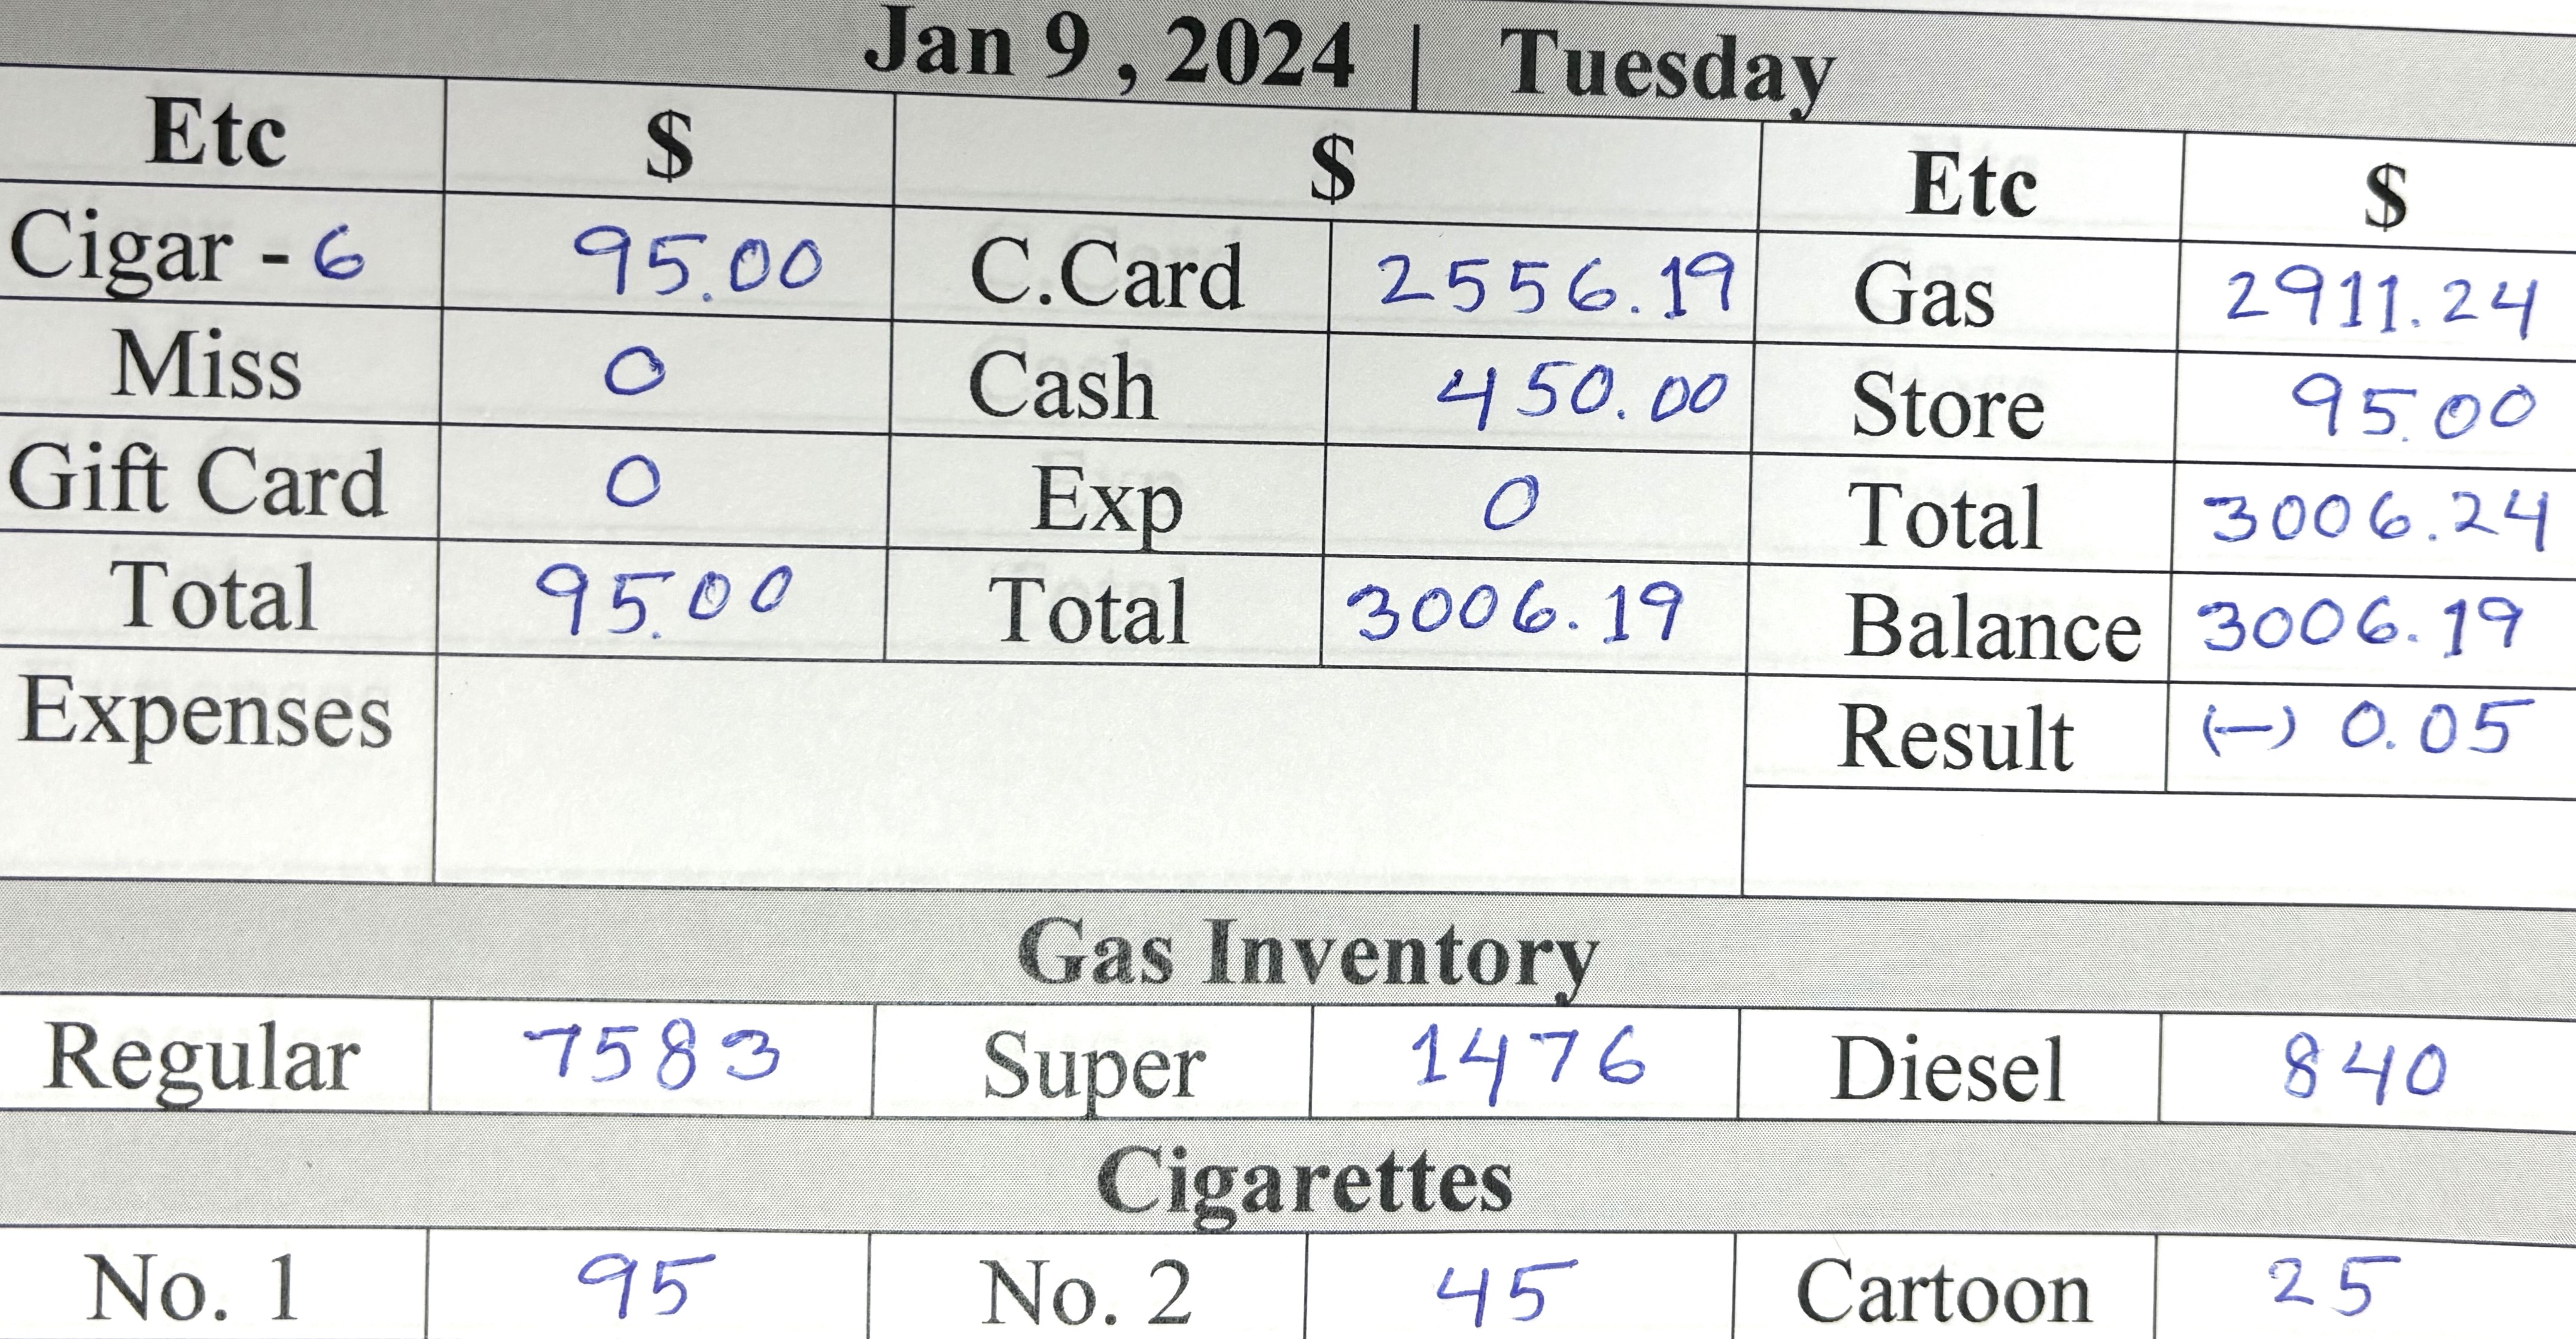 Jan 9 , 2024 | Tuesday
Etc $ $ Etc $
Cigar - 6 95.00 C.Card 2556.19 Gas 2911.24
Miss 0 Cash 450.00 Store 95.00
Gift Card 0 Exp 0 Total 3006.24
Total 95.00 Total 3006.19 Balance 3006.19
Expenses Result (-) 0.05
Gas Inventory
Regular 7583 Super 1476 Diesel 840
Cigarettes
No. 1 95 No. 2 45 Cartoon 25